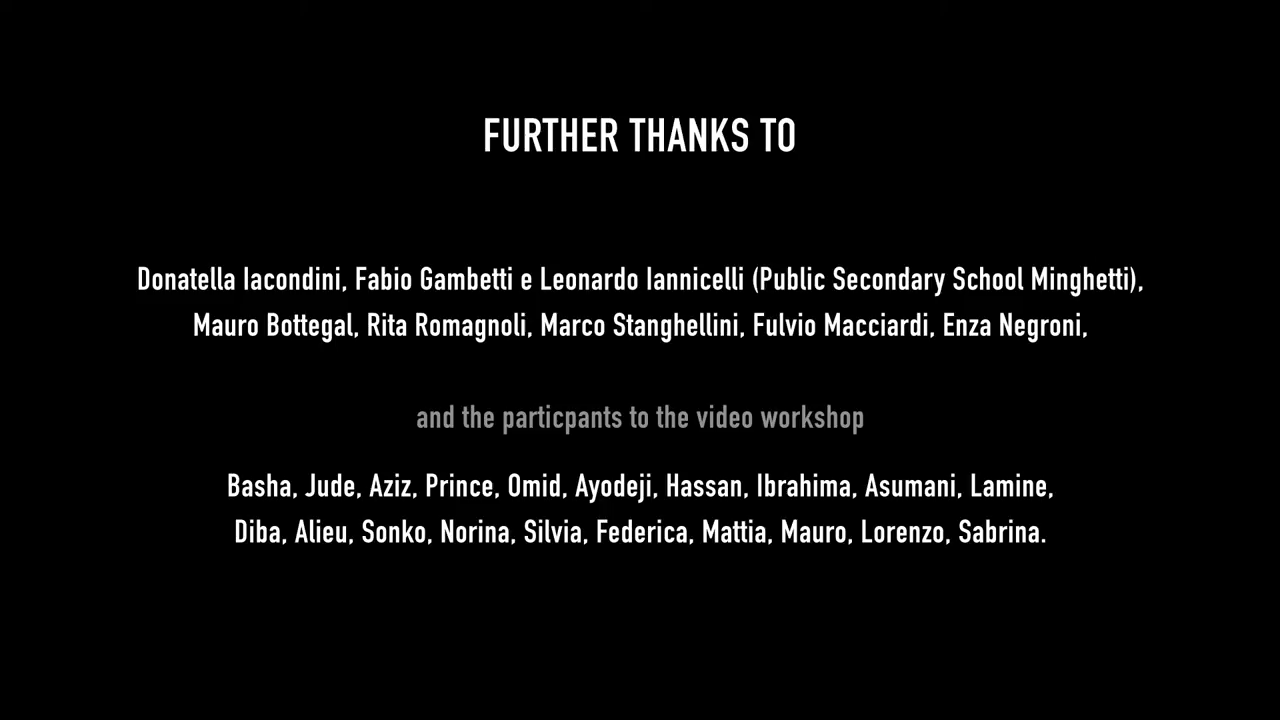 FURTHER THANKS TO
Donatella Iacondini, Fabio Gambetti e Leonardo Iannicelli (Public Secondary School Minghetti),
Mauro Bottegal, Rita Romagnoli, Marco Stanghellini, Fulvio Macciardi, Enza Negroni,
and the particpants to the video workshop
Basha, Jude, Aziz, Prince, Omid, Ayodeji, Hassan, Ibrahima, Asumani, Lamine,
Diba, Alieu, Sonko, Norina, Silvia, Federica, Mattia, Mauro, Lorenzo, Sabrina.